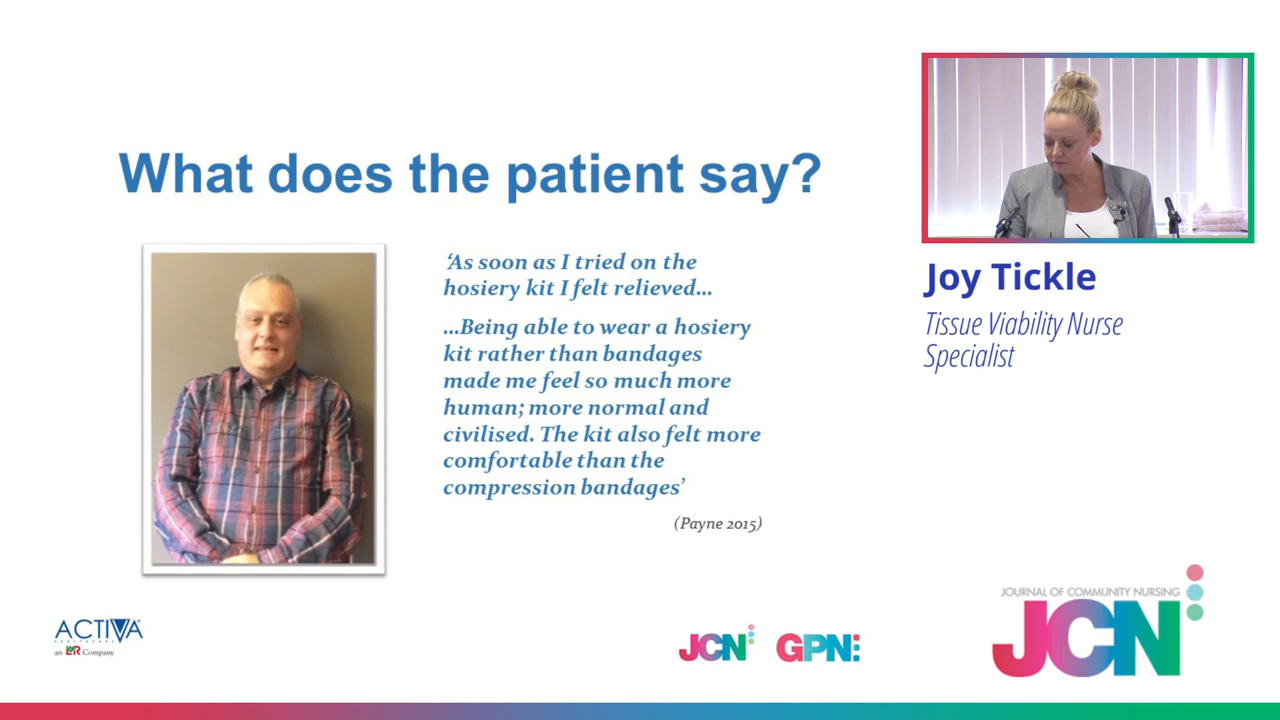 What does the patient say?
‘As soon as I tried on the
hosiery kit I felt relieved...
...Being able to wear a hosiery
kit rather than bandages
made me feel so much more
human; more normal and
civilised. The kit also felt more
comfortable than the
compression bandages’
(Payne 2015)
Joy Tickle
Tissue Viability Nurse
Specialist
ACTIVA
HEALTHCARE
an L&R Company
JCN
GPN
JOURNAL OF COMMUNITY NURSING
JCN